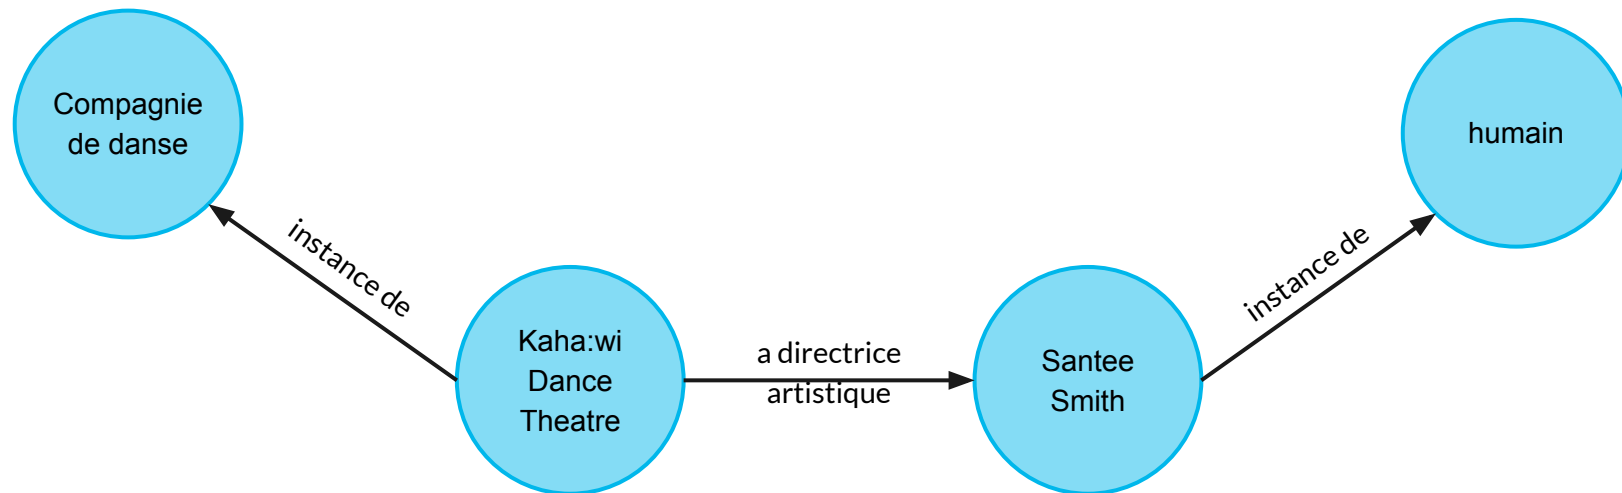 Compagnie
de danse
humain
instance de
instance de
Kaha:wi
Dance
Theatre
a directrice
artistique
Santee
Smith